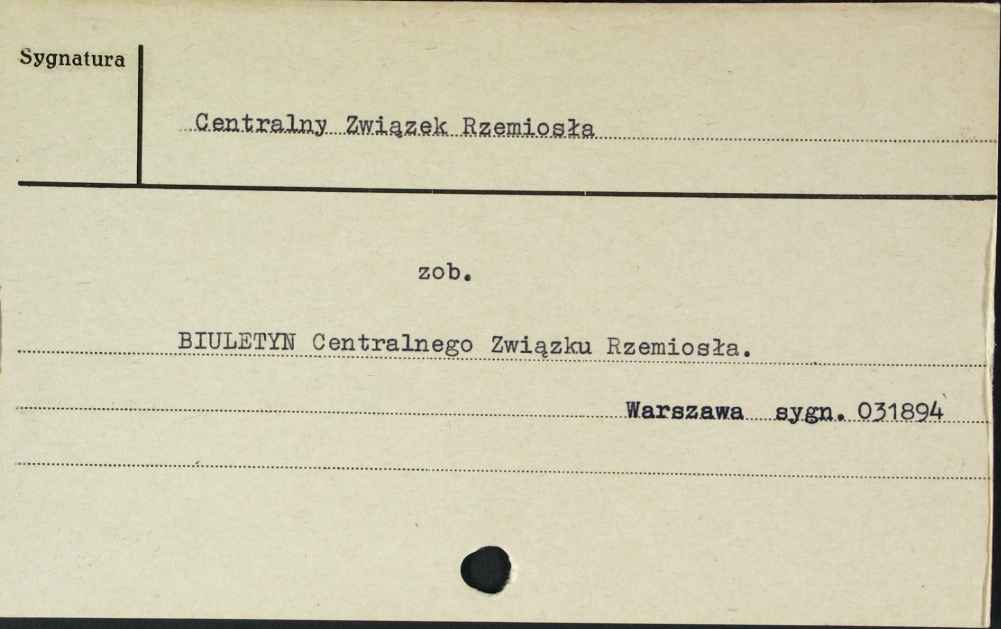 Sygnatura
Centralny Związek Rzemiosła
zob.
BIULETYN Centralnego Związku Rzemiosła.
Warszawa sygn. 031894